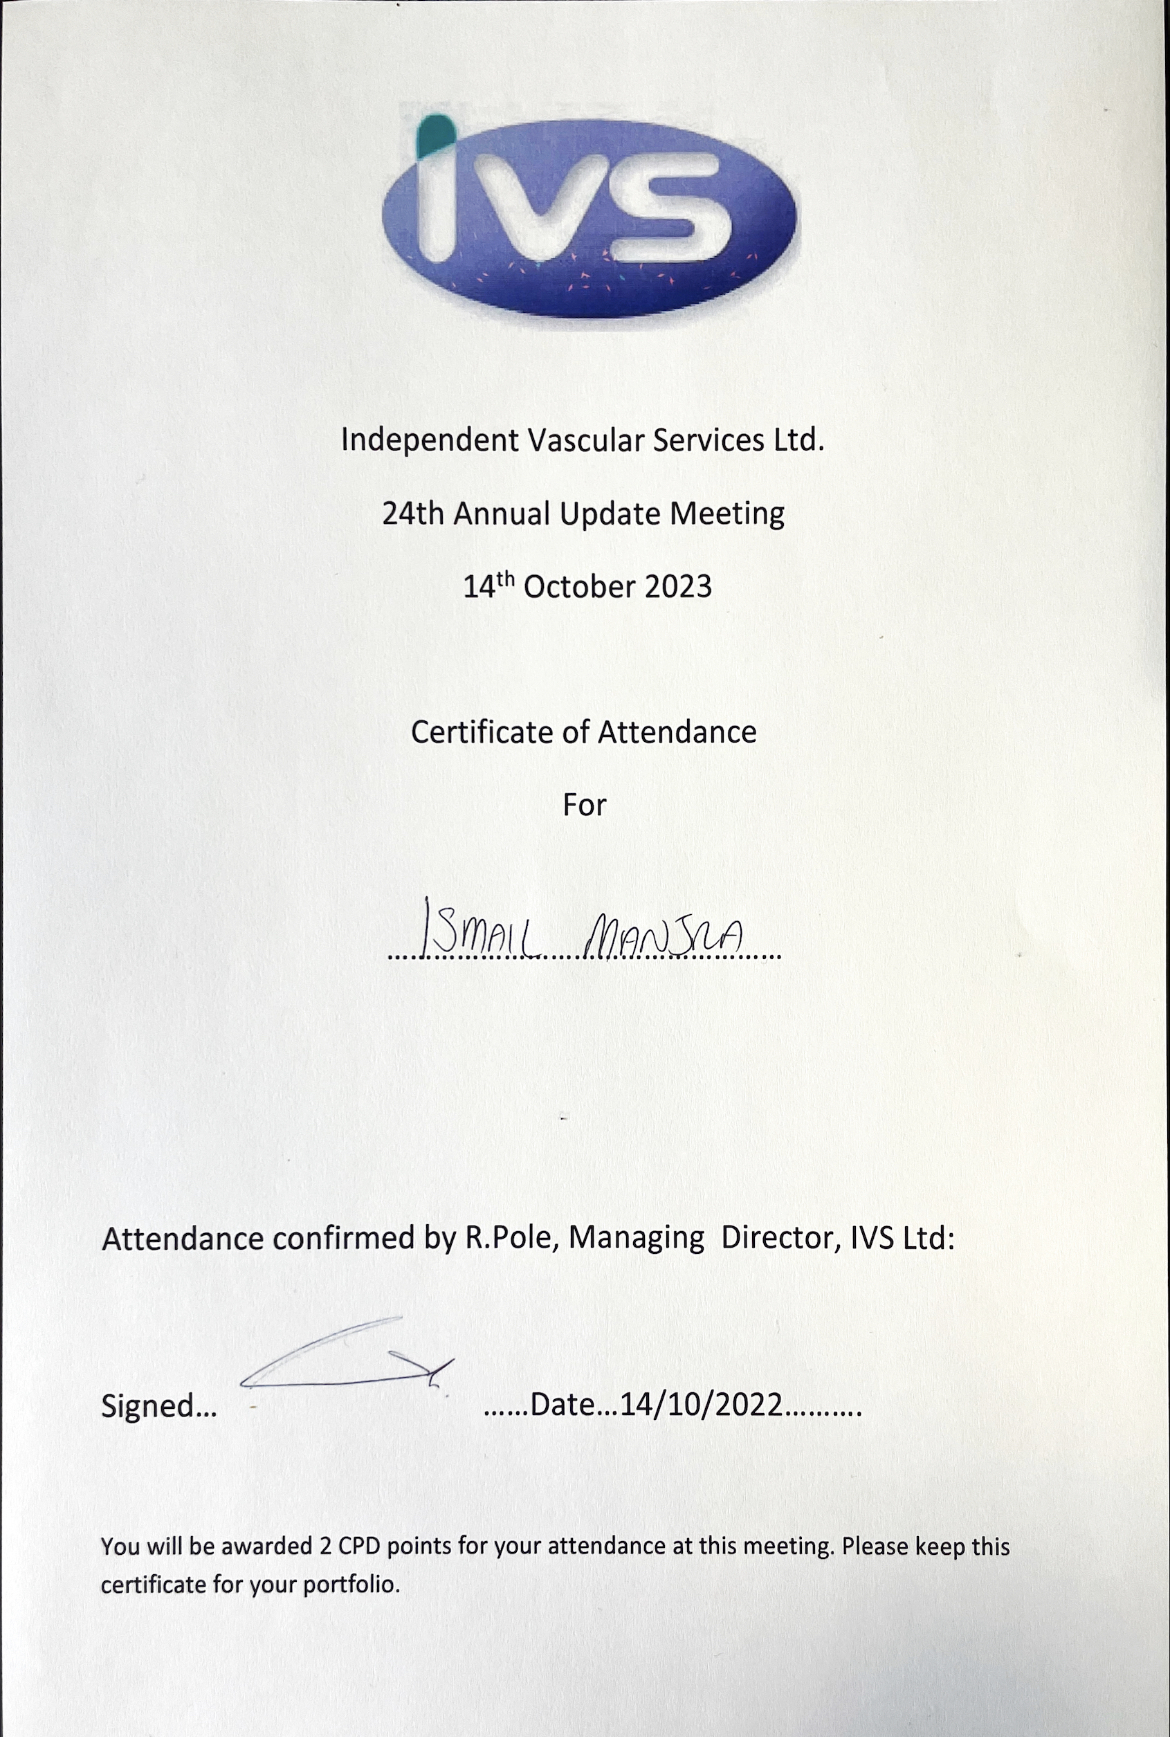 IVS
Independent Vascular Services Ltd.
24th Annual Update Meeting
14th October 2023
Certificate of Attendance
For
ISMAIL MANJRA
Attendance confirmed by R.Pole, Managing Director, IVS Ltd:
Signed... ......Date...14/10/2022..........
You will be awarded 2 CPD points for your attendance at this meeting. Please keep this
certificate for your portfolio.